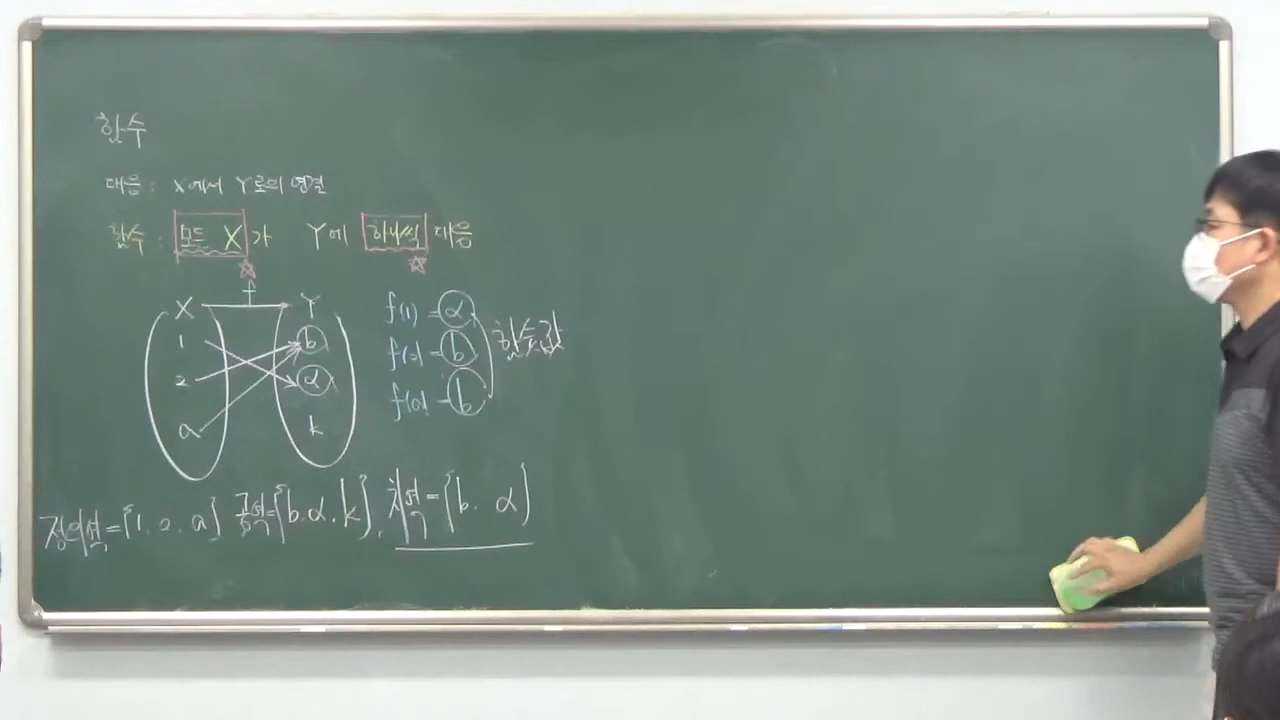 함수
대응 : X에서 Y로의 연결
함수 : 모든 X가 Y에 하나씩 대응
f
X Y
1 b
2 α
a k
f(1) = α
f(2) = b
f(a) = b
함숫값
정의역 = {1, 2, a} 공역 = {b, α, k}, 치역 = {b, α}